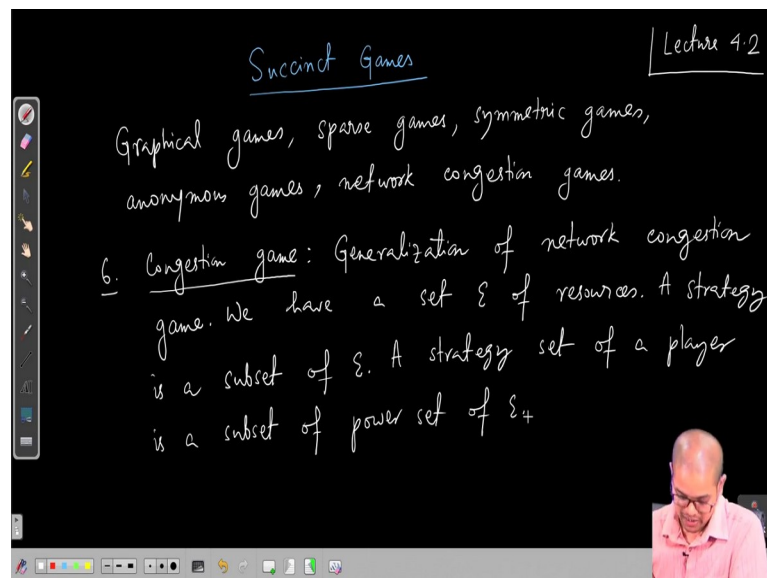 Succinct Games
Lecture 4.2
Graphical games, sparse games, symmetric games,
anonymous games, network congestion games.
6. Congestion game: Generalization of network congestion
game. We have a set Ɛ of resources. A strategy
is a subset of Ɛ. A strategy set of a player
is a subset of power set of Ɛ.